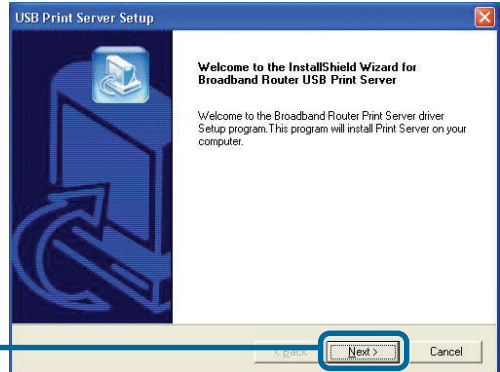 USB Print Server Setup
Welcome to the InstallShield Wizard for
Broadband Router USB Print Server
Welcome to the Broadband Router Print Server driver
Setup program. This program will install Print Server on your
computer.
< Back
Next >
Cancel